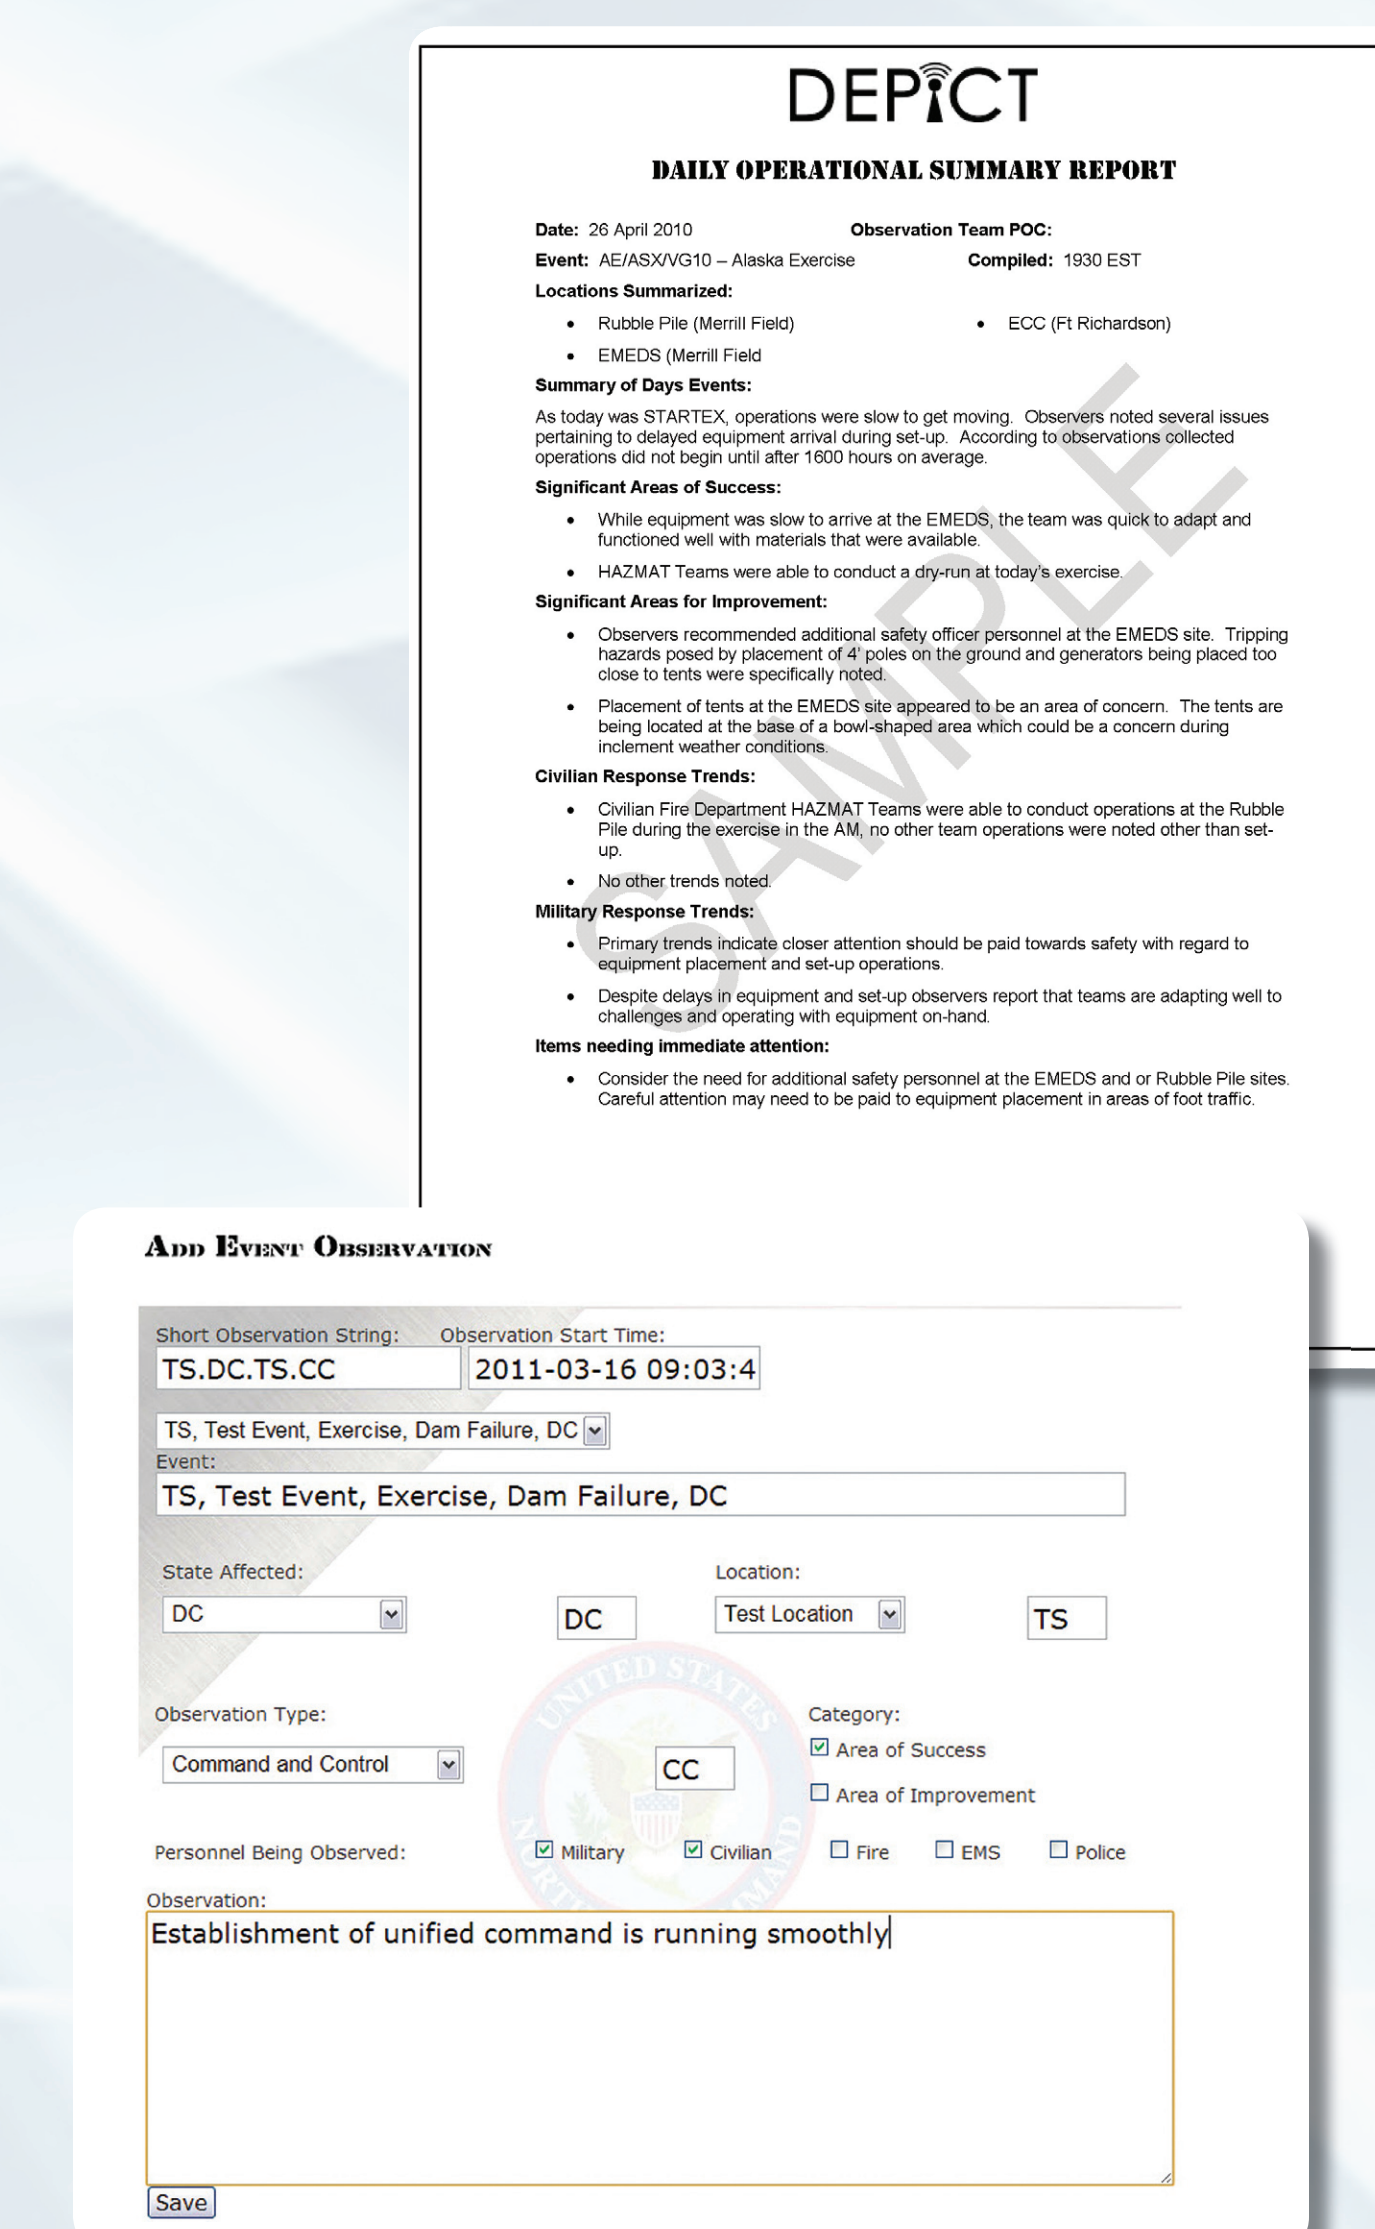 DEPICT
DAILY OPERATIONAL SUMMARY REPORT
Date: 26 April 2010 Observation Team POC:
Event: AE/ASX/VG10 – Alaska Exercise Compiled: 1930 EST
Locations Summarized:
• Rubble Pile (Merrill Field) • ECC (Ft Richardson)
• EMEDS (Merrill Field
Summary of Days Events:
As today was STARTEX, operations were slow to get moving. Observers noted several issues
pertaining to delayed equipment arrival during set-up. According to observations collected
operations did not begin until after 1600 hours on average.
Significant Areas of Success:
• While equipment was slow to arrive at the EMEDS, the team was quick to adapt and
functioned well with materials that were available.
• HAZMAT Teams were able to conduct a dry-run at today's exercise.
Significant Areas for Improvement:
• Observers recommended additional safety officer personnel at the EMEDS site. Tripping
hazards posed by placement of 4' poles on the ground and generators being placed too
close to tents were specifically noted.
• Placement of tents at the EMEDS site appeared to be an area of concern. The tents are
being located at the base of a bowl-shaped area which could be a concern during
inclement weather conditions.
Civilian Response Trends:
• Civilian Fire Department HAZMAT Teams were able to conduct operations at the Rubble
Pile during the exercise in the AM, no other team operations were noted other than set-
up.
• No other trends noted.
Military Response Trends:
• Primary trends indicate closer attention should be paid towards safety with regard to
equipment placement and set-up operations.
• Despite delays in equipment and set-up observers report that teams are adapting well to
challenges and operating with equipment on-hand.
Items needing immediate attention:
• Consider the need for additional safety personnel at the EMEDS and or Rubble Pile sites.
Careful attention may need to be paid to equipment placement in areas of foot traffic.
SAMPLE
ADD EVENT OBSERVATION
Short Observation String: Observation Start Time:
TS.DC.TS.CC 2011-03-16 09:03:4
TS, Test Event, Exercise, Dam Failure, DC
Event:
TS, Test Event, Exercise, Dam Failure, DC
State Affected: Location:
DC DC Test Location TS
UNITED STATES
Observation Type: Category:
Command and Control CC Area of Success
Area of Improvement
Personnel Being Observed: Military Civilian Fire EMS Police
Observation:
Establishment of unified command is running smoothly
Save